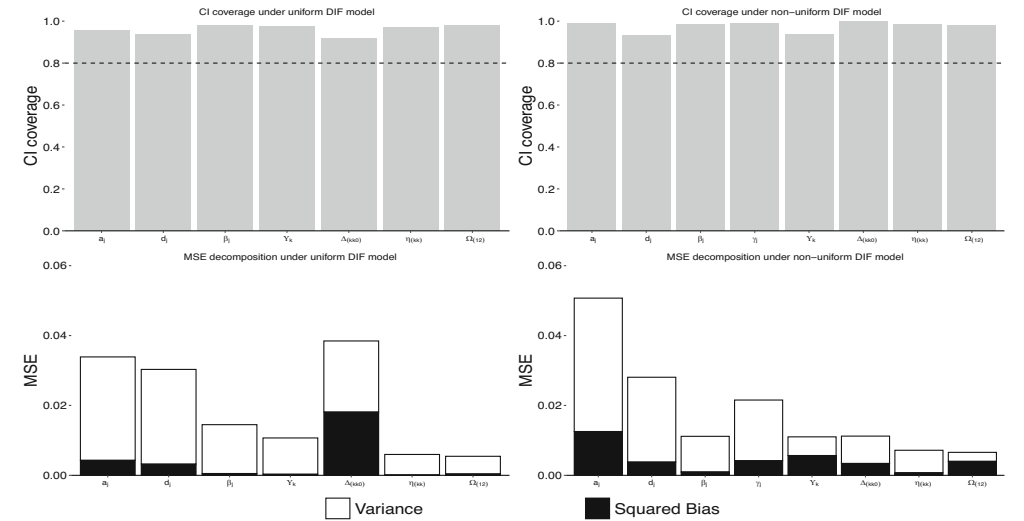 CI coverage under uniform DIF model
CI coverage
1.0
0.8
0.6
0.4
0.2
0.0
aj dj βj ϒk Δ(kk0) η(kk) Ω(12)
CI coverage under non−uniform DIF model
CI coverage
1.0
0.8
0.6
0.4
0.2
0.0
aj dj βj γj ϒk Δ(kk0) η(kk) Ω(12)
MSE decomposition under uniform DIF model
MSE
0.06
0.04
0.02
0.00
aj dj βj ϒk Δ(kk0) η(kk) Ω(12)
MSE decomposition under non−uniform DIF model
MSE
0.06
0.04
0.02
0.00
aj dj βj γj ϒk Δ(kk0) η(kk) Ω(12)
Variance
Squared Bias